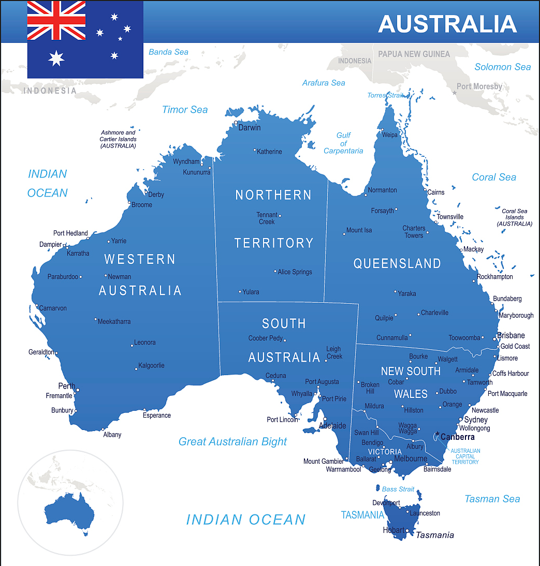 AUSTRALIA
Banda Sea
INDONESIA
PAPUA NEW GUINEA
Solomon Sea
INDONESIA
Arafura Sea
Port Moresby
Torres Strait
Timor Sea
Ashmore and
Cartier Islands
(AUSTRALIA)
Darwin
Gulf
of
Carpentaria
Weipa
Katherine
Wyndham
Kununurra
INDIAN
OCEAN
Coral Sea
Derby
Broome
NORTHERN
TERRITORY
Normanton
Cairns
Forsayth
Coral Sea
Islands
(AUSTRALIA)
Tennant
Creek
Townsville
Charters
Towers
Mount Isa
Port Hedland
Dampier
Karratha
Yarrie
Mackay
WESTERN
AUSTRALIA
QUEENSLAND
Paraburdoo
Newman
Alice Springs
Rockhampton
Yulara
Yaraka
Bundaberg
Carnarvon
Meekatharra
Quilpie
Charleville
Maryborough
SOUTH
AUSTRALIA
Coober Pedy
Cunnamulla
Toowoomba
Brisbane
Gold Coast
Leonora
Leigh
Creek
Geraldton
Bourke
Walgett
Lismore
Kalgoorlie
Ceduna
Port Augusta
NEW SOUTH
WALES
Armidale
Coffs Harbour
Tamworth
Perth
Fremantle
Whyalla
Port Pirie
Broken
Hill
Cobar
Dubbo
Port Macquarie
Bunbury
Esperance
Port Lincoln
Mildura
Hillston
Orange
Newcastle
Sydney
Albany
Adelaide
Swan Hill
Wagga
Wagga
Wollongong
Canberra
Great Australian Bight
Bendigo
Albury
AUSTRALIAN
CAPITAL
TERRITORY
VICTORIA
Mount Gambier
Ballarat
Melbourne
Warrnambool
Geelong
Bairnsdale
Bass Strait
Tasman Sea
Devonport
Launceston
TASMANIA
INDIAN OCEAN
Hobart
Tasmania